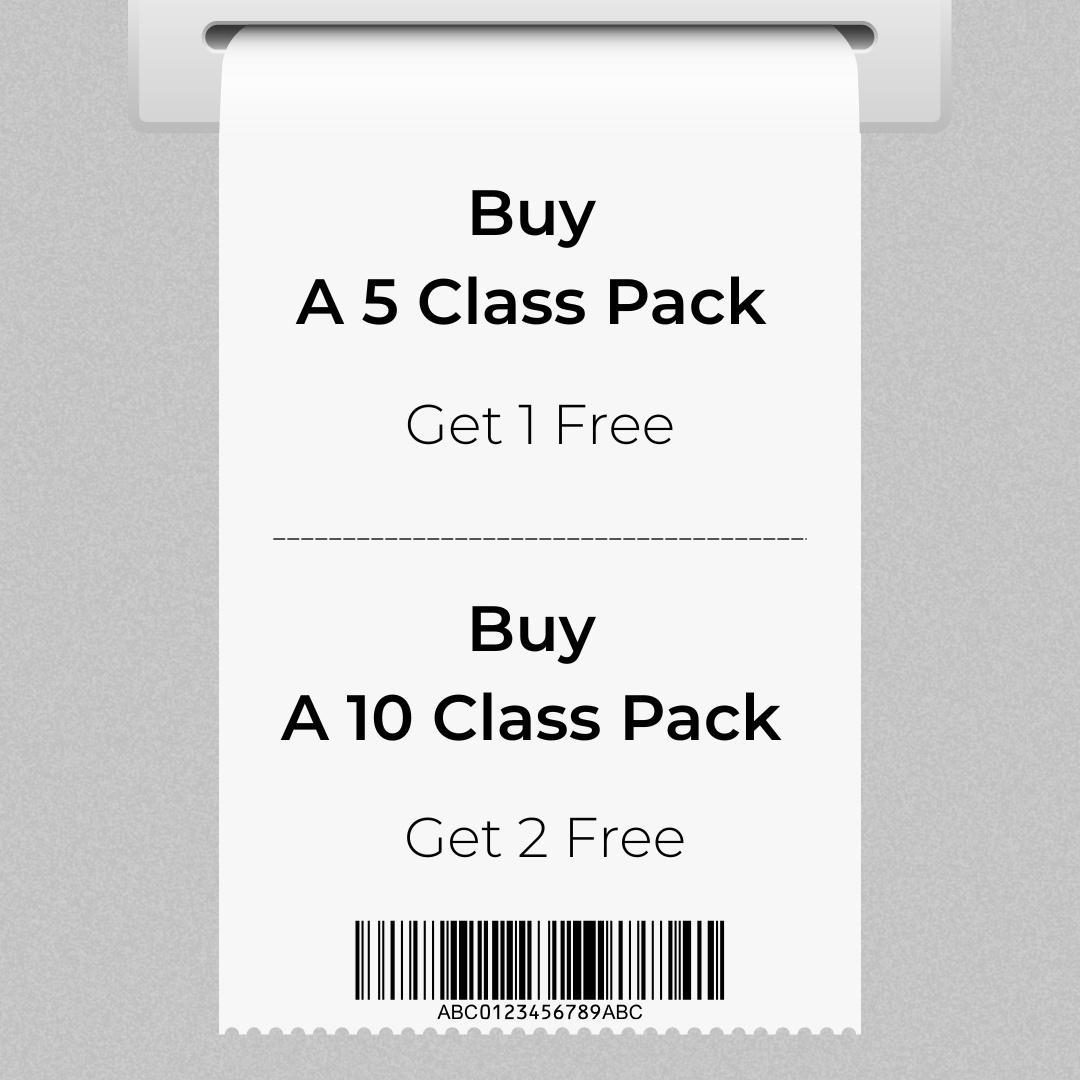 Buy
A 5 Class Pack
Get 1 Free
Buy
A 10 Class Pack
Get 2 Free
ABC0123456789ABC